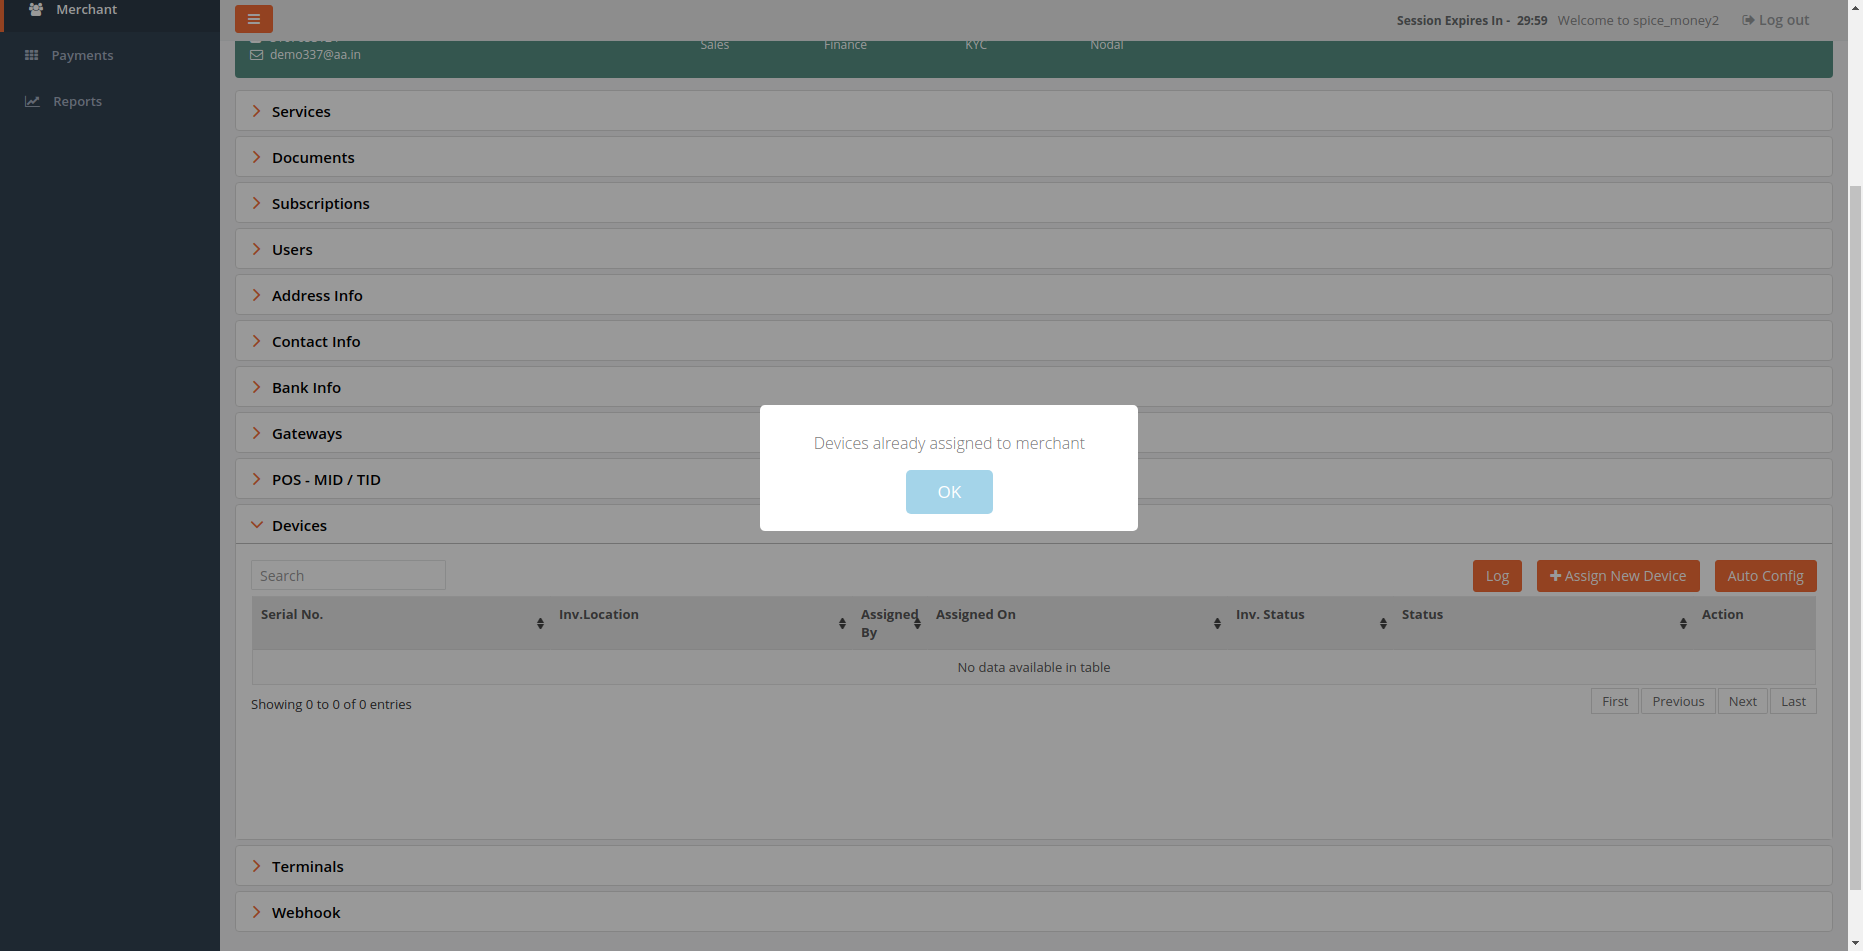 Merchant
Payments
Reports
Session Expires In - 29:59 Welcome to spice_money2 Log out
demo337@aa.in
Sales Finance KYC Nodal
Services
Documents
Subscriptions
Users
Address Info
Contact Info
Bank Info
Gateways
POS - MID / TID
Devices already assigned to merchant
OK
Devices
Search
Log Assign New Device Auto Config
Serial No. Inv.Location Assigned By Assigned On Inv. Status Status Action
No data available in table
Showing 0 to 0 of 0 entries
First Previous Next Last
Terminals
Webhook